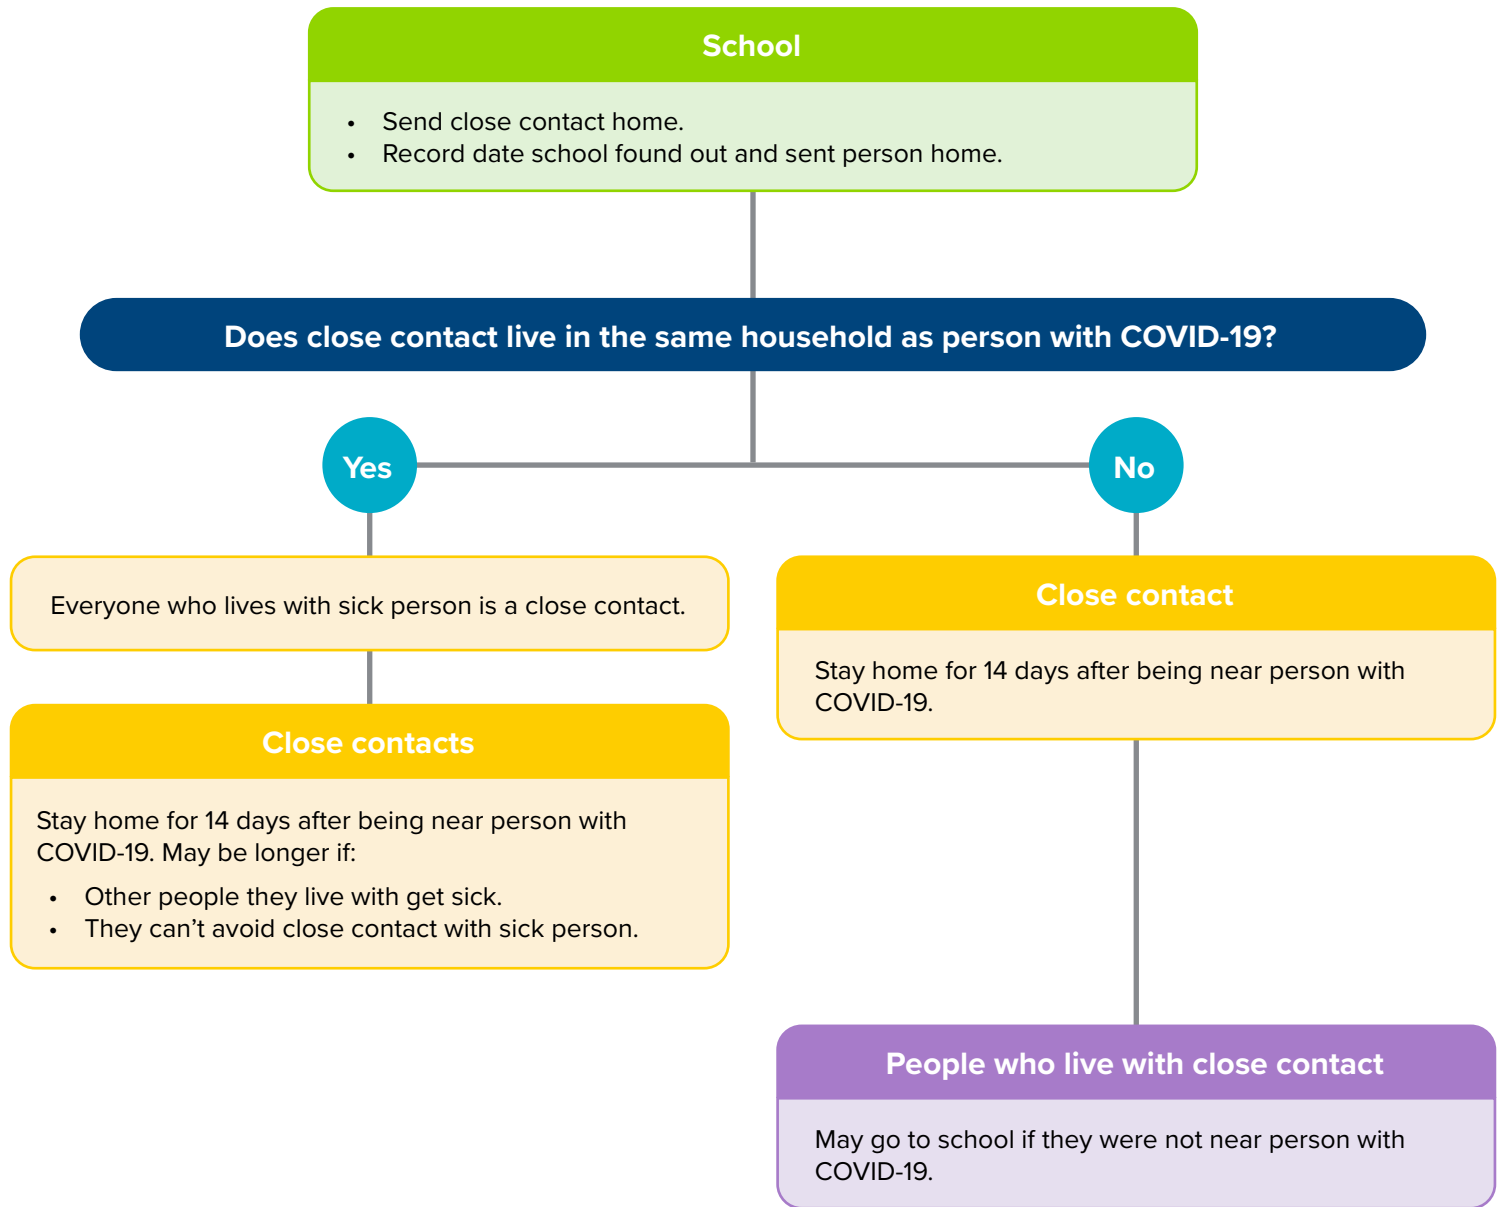 School
• Send close contact home.
• Record date school found out and sent person home.
Does close contact live in the same household as person with COVID-19?
Yes
No
Everyone who lives with sick person is a close contact.
Close contacts
Stay home for 14 days after being near person with
COVID-19. May be longer if:
• Other people they live with get sick.
• They can’t avoid close contact with sick person.
Close contact
Stay home for 14 days after being near person with
COVID-19.
People who live with close contact
May go to school if they were not near person with
COVID-19.